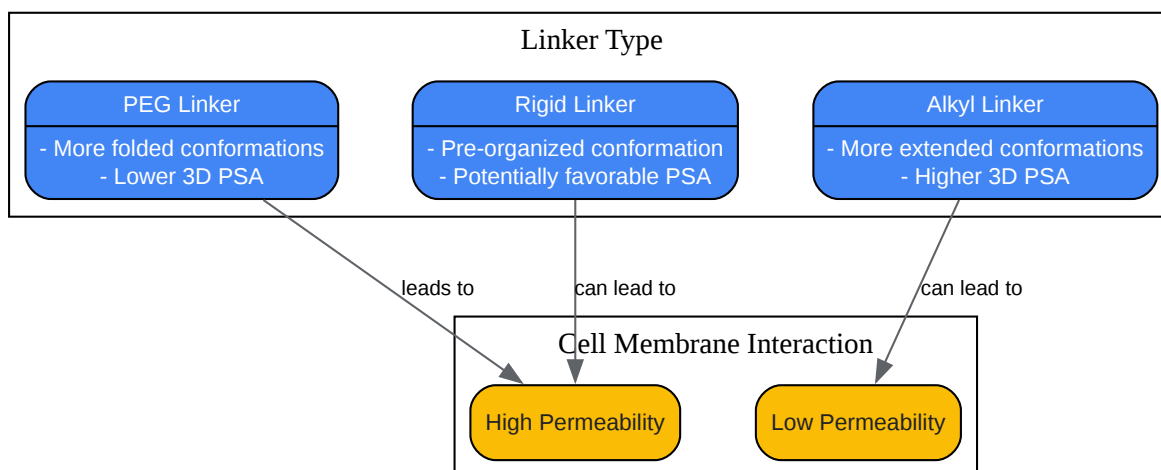 Linker Type
PEG Linker
- More folded conformations
- Lower 3D PSA
Rigid Linker
- Pre-organized conformation
- Potentially favorable PSA
Alkyl Linker
- More extended conformations
- Higher 3D PSA
leads to
can lead to
can lead to
Cell Membrane Interaction
High Permeability
Low Permeability